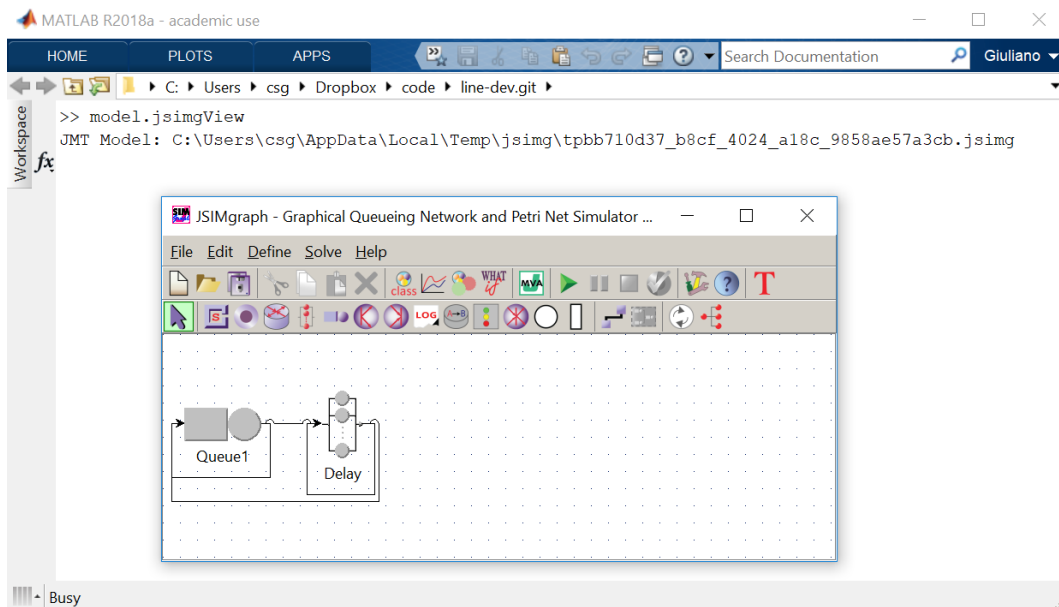 MATLAB R2018a - academic use
HOME PLOTS APPS Search Documentation Giuliano
C: Users csg Dropbox code line-dev.git
Workspace
fx
>> model.jsimgView
JMT Model: C:\Users\csg\AppData\Local\Temp\jsimg\tpbb710d37_b8cf_4024_a18c_9858ae57a3cb.jsimg
SIM JSIMgraph - Graphical Queueing Network and Petri Net Simulator ...
File Edit Define Solve Help
class WHAT IF MVA ? T
S LOG A→B
Queue1
Delay
Busy